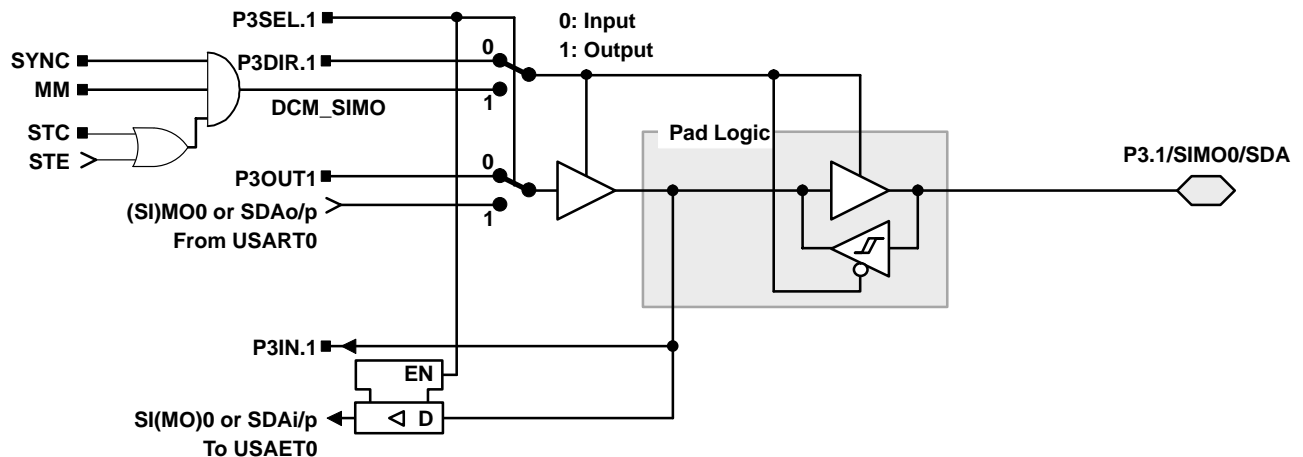 P3SEL.1
0: Input
1: Output
SYNC
P3DIR.1
0
MM
1
DCM_SIMO
STC
STE
Pad Logic
P3.1/SIMO0/SDA
0
P3OUT1
(SI)MO0 or SDAo/p
1
From USART0
P3IN.1
EN
SI(MO)0 or SDAi/p
D
To USAET0